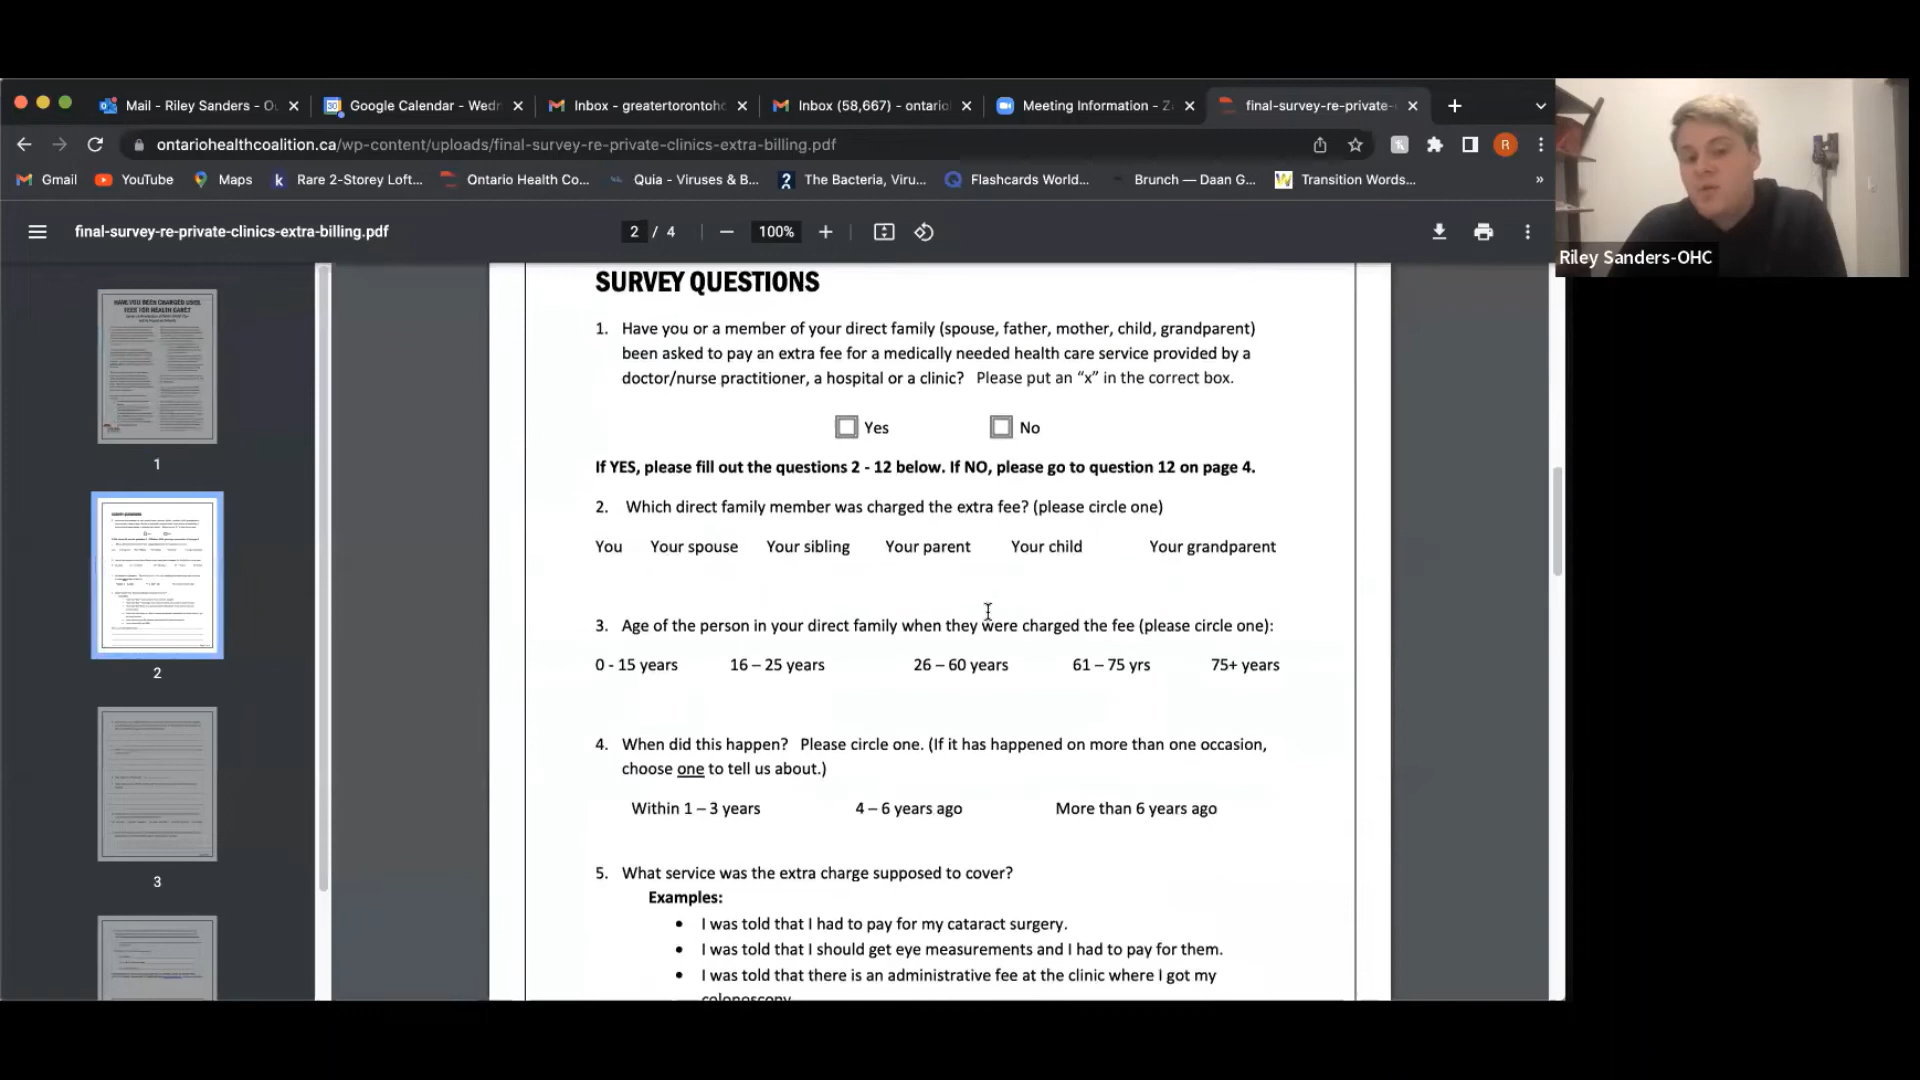 Mail - Riley Sanders - Ou
Google Calendar - Wedn
Inbox - greatertorontohc
Inbox (58,667) - ontario
Meeting Information - Z
final-survey-re-private-
ontariohealthcoalition.ca/wp-content/uploads/final-survey-re-private-clinics-extra-billing.pdf
R
Gmail
YouTube
Maps
Rare 2-Storey Loft...
Ontario Health Co...
Quia - Viruses & B...
The Bacteria, Viru...
Flashcards World...
Brunch — Daan G...
Transition Words...
»
final-survey-re-private-clinics-extra-billing.pdf
2 / 4
100%
Riley Sanders-OHC
HAVE YOU BEEN CHARGED USER
FEES FOR HEALTH CARE?
1
2
3
SURVEY QUESTIONS
1. Have you or a member of your direct family (spouse, father, mother, child, grandparent)
been asked to pay an extra fee for a medically needed health care service provided by a
doctor/nurse practitioner, a hospital or a clinic? Please put an “x” in the correct box.
Yes No
If YES, please fill out the questions 2 - 12 below. If NO, please go to question 12 on page 4.
2. Which direct family member was charged the extra fee? (please circle one)
You Your spouse Your sibling Your parent Your child Your grandparent
3. Age of the person in your direct family when they were charged the fee (please circle one):
0 - 15 years 16 – 25 years 26 – 60 years 61 – 75 yrs 75+ years
4. When did this happen? Please circle one. (If it has happened on more than one occasion,
choose one to tell us about.)
Within 1 – 3 years 4 – 6 years ago More than 6 years ago
5. What service was the extra charge supposed to cover?
Examples:
• I was told that I had to pay for my cataract surgery.
• I was told that I should get eye measurements and I had to pay for them.
• I was told that there is an administrative fee at the clinic where I got my
colonoscopy.